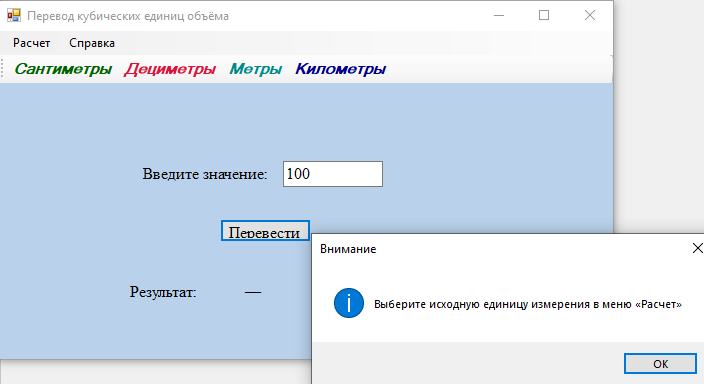 Перевод кубических единиц объёма
Расчет Справка
Сантиметры Дециметры Метры Километры
Введите значение: 100
Перевести
Внимание
Результат: —
Выберите исходную единицу измерения в меню «Расчет»
ОК